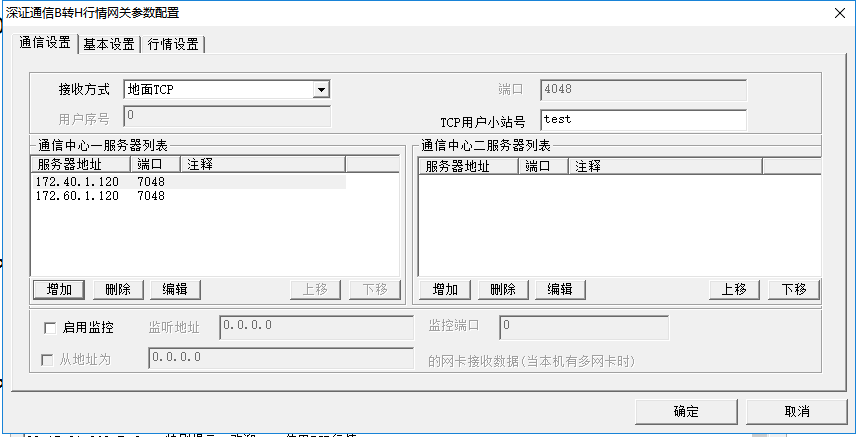 深证通信B转H行情网关参数配置
通信设置 基本设置 行情设置
接收方式 地面TCP 端口 4048
用户序号 0 TCP用户小站号 test
通信中心一服务器列表 通信中心二服务器列表
服务器地址 端口 注释 服务器地址 端口 注释
172.40.1.120 7048
172.60.1.120 7048
增加 删除 编辑 上移 下移 增加 删除 编辑 上移 下移
启用监控 监听地址 0.0.0.0 监控端口 0
从地址为 0.0.0.0 的网卡接收数据(当本机有多网卡时)
确定 取消